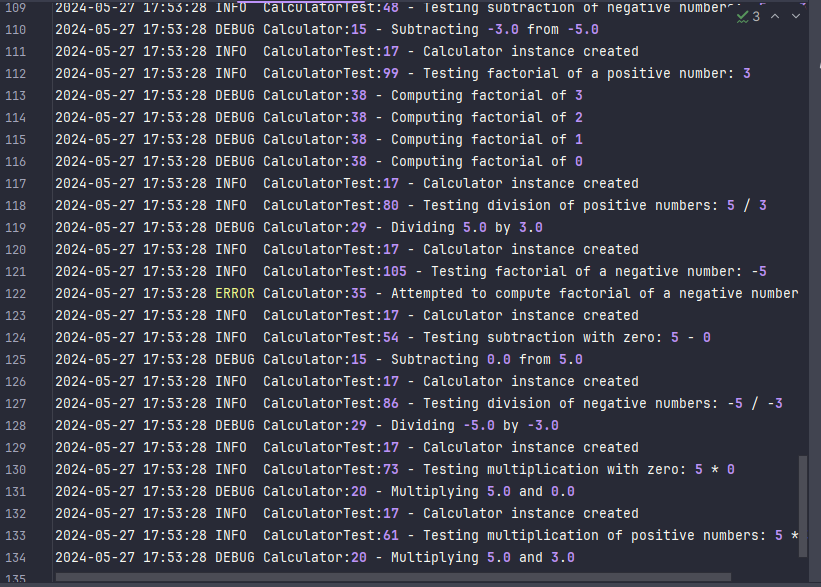 109 2024-05-27 17:53:28 INFO  CalculatorTest:48 - Testing subtraction of negative numbers:
3
110 2024-05-27 17:53:28 DEBUG Calculator:15 - Subtracting -3.0 from -5.0
111 2024-05-27 17:53:28 INFO  CalculatorTest:17 - Calculator instance created
112 2024-05-27 17:53:28 INFO  CalculatorTest:99 - Testing factorial of a positive number: 3
113 2024-05-27 17:53:28 DEBUG Calculator:38 - Computing factorial of 3
114 2024-05-27 17:53:28 DEBUG Calculator:38 - Computing factorial of 2
115 2024-05-27 17:53:28 DEBUG Calculator:38 - Computing factorial of 1
116 2024-05-27 17:53:28 DEBUG Calculator:38 - Computing factorial of 0
117 2024-05-27 17:53:28 INFO  CalculatorTest:17 - Calculator instance created
118 2024-05-27 17:53:28 INFO  CalculatorTest:80 - Testing division of positive numbers: 5 / 3
119 2024-05-27 17:53:28 DEBUG Calculator:29 - Dividing 5.0 by 3.0
120 2024-05-27 17:53:28 INFO  CalculatorTest:17 - Calculator instance created
121 2024-05-27 17:53:28 INFO  CalculatorTest:105 - Testing factorial of a negative number: -5
122 2024-05-27 17:53:28 ERROR Calculator:35 - Attempted to compute factorial of a negative number
123 2024-05-27 17:53:28 INFO  CalculatorTest:17 - Calculator instance created
124 2024-05-27 17:53:28 INFO  CalculatorTest:54 - Testing subtraction with zero: 5 - 0
125 2024-05-27 17:53:28 DEBUG Calculator:15 - Subtracting 0.0 from 5.0
126 2024-05-27 17:53:28 INFO  CalculatorTest:17 - Calculator instance created
127 2024-05-27 17:53:28 INFO  CalculatorTest:86 - Testing division of negative numbers: -5 / -3
128 2024-05-27 17:53:28 DEBUG Calculator:29 - Dividing -5.0 by -3.0
129 2024-05-27 17:53:28 INFO  CalculatorTest:17 - Calculator instance created
130 2024-05-27 17:53:28 INFO  CalculatorTest:73 - Testing multiplication with zero: 5 * 0
131 2024-05-27 17:53:28 DEBUG Calculator:20 - Multiplying 5.0 and 0.0
132 2024-05-27 17:53:28 INFO  CalculatorTest:17 - Calculator instance created
133 2024-05-27 17:53:28 INFO  CalculatorTest:61 - Testing multiplication of positive numbers: 5 *
134 2024-05-27 17:53:28 DEBUG Calculator:20 - Multiplying 5.0 and 3.0
135